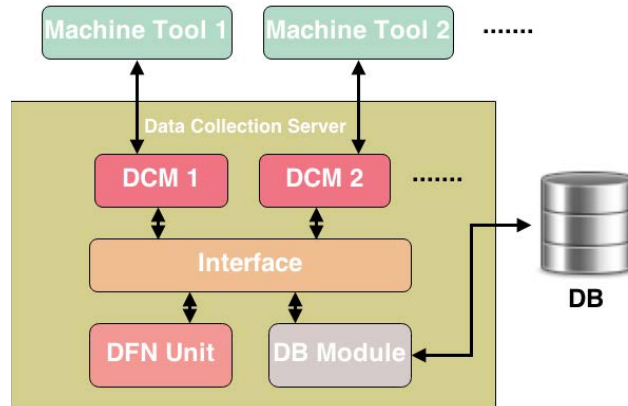 Machine Tool 1
Machine Tool 2
.......
Data Collection Server
DCM 1
DCM 2
.......
Interface
DFN Unit
DB Module
DB